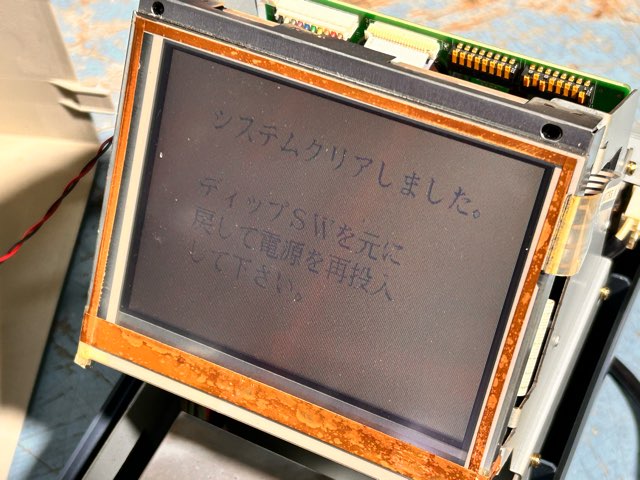 システムクリアしました。
ディップSWを元に
戻して電源を再投入
して下さい。